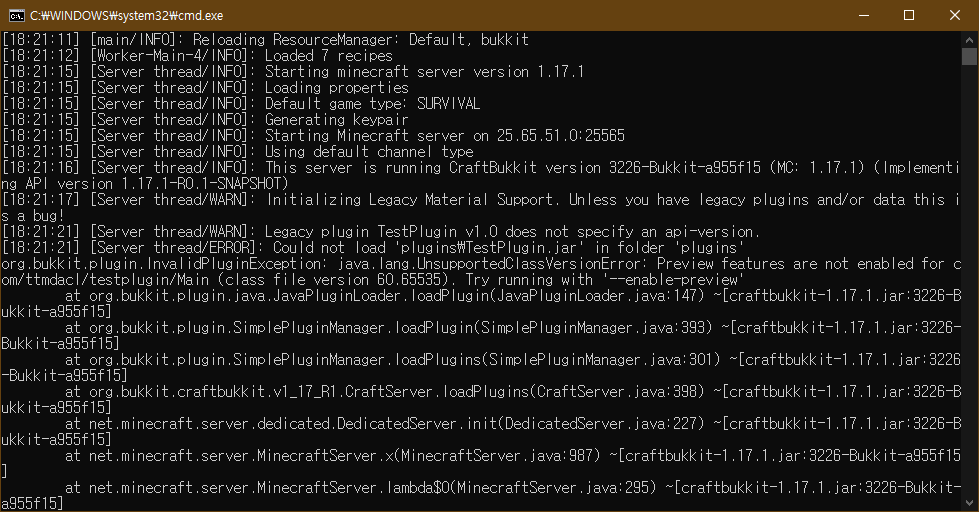 C:₩WINDOWS₩system32₩cmd.exe
[18:21:11] [main/INFO]: Reloading ResourceManager: Default, bukkit
[18:21:12] [Worker-Main-4/INFO]: Loaded 7 recipes
[18:21:15] [Server thread/INFO]: Starting minecraft server version 1.17.1
[18:21:15] [Server thread/INFO]: Loading properties
[18:21:15] [Server thread/INFO]: Default game type: SURVIVAL
[18:21:15] [Server thread/INFO]: Generating keypair
[18:21:15] [Server thread/INFO]: Starting Minecraft server on 25.65.51.0:25565
[18:21:15] [Server thread/INFO]: Using default channel type
[18:21:16] [Server thread/INFO]: This server is running CraftBukkit version 3226-Bukkit-a955f15 (MC: 1.17.1) (Implementi
ng API version 1.17.1-R0.1-SNAPSHOT)
[18:21:17] [Server thread/WARN]: Initializing Legacy Material Support. Unless you have legacy plugins and/or data this i
s a bug!
[18:21:21] [Server thread/WARN]: Legacy plugin TestPlugin v1.0 does not specify an api-version.
[18:21:21] [Server thread/ERROR]: Could not load 'plugins₩TestPlugin.jar' in folder 'plugins'
org.bukkit.plugin.InvalidPluginException: java.lang.UnsupportedClassVersionError: Preview features are not enabled for c
om/ttmdacl/testplugin/Main (class file version 60.65535). Try running with '--enable-preview'
at org.bukkit.plugin.java.JavaPluginLoader.loadPlugin(JavaPluginLoader.java:147) ~[craftbukkit-1.17.1.jar:3226-B
ukkit-a955f15]
at org.bukkit.plugin.SimplePluginManager.loadPlugin(SimplePluginManager.java:393) ~[craftbukkit-1.17.1.jar:3226-
Bukkit-a955f15]
at org.bukkit.plugin.SimplePluginManager.loadPlugins(SimplePluginManager.java:301) ~[craftbukkit-1.17.1.jar:3226
-Bukkit-a955f15]
at org.bukkit.craftbukkit.v1_17_R1.CraftServer.loadPlugins(CraftServer.java:398) ~[craftbukkit-1.17.1.jar:3226-B
ukkit-a955f15]
at net.minecraft.server.dedicated.DedicatedServer.init(DedicatedServer.java:227) ~[craftbukkit-1.17.1.jar:3226-B
ukkit-a955f15]
at net.minecraft.server.MinecraftServer.x(MinecraftServer.java:987) ~[craftbukkit-1.17.1.jar:3226-Bukkit-a955f15
]
at net.minecraft.server.MinecraftServer.lambda$0(MinecraftServer.java:295) ~[craftbukkit-1.17.1.jar:3226-Bukkit-
a955f15]